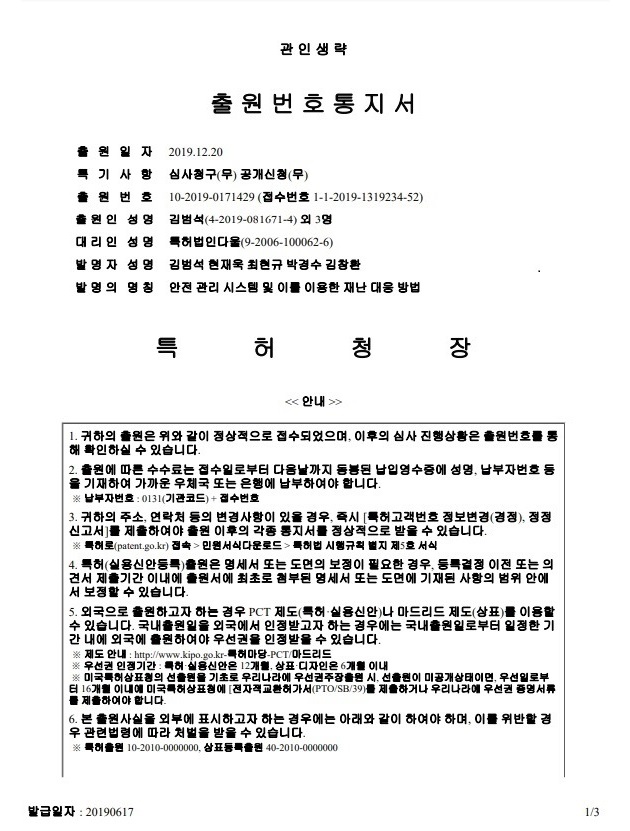 관 인 생 략
출 원 번 호 통 지 서
출 원 일 자 2019.12.20
특 기 사 항 심사청구(무) 공개신청(무)
출 원 번 호 10-2019-0171429 (접수번호 1-1-2019-1319234-52)
출원인 성명 김범석(4-2019-081671-4) 외 3명
대리인 성명 특허법인다울(9-2006-100062-6)
발명자 성명 김범석 현재욱 최현규 박경수 김창환
발명의 명칭 안전 관리 시스템 및 이를 이용한 재난 대응 방법
특 허 청 장
<< 안내 >>
1. 귀하의 출원은 위와 같이 정상적으로 접수되었으며, 이후의 심사 진행상황은 출원번호를 통
해 확인하실 수 있습니다.
2. 출원에 따른 수수료는 접수일로부터 다음날까지 동봉된 납입영수증에 성명, 납부자번호 등
을 기재하여 가까운 우체국 또는 은행에 납부하여야 합니다.
※ 납부자번호 : 0131(기관코드) + 접수번호
3. 귀하의 주소, 연락처 등의 변경사항이 있을 경우, 즉시 [특허고객번호 정보변경(경정), 정정
신고서]를 제출하여야 출원 이후의 각종 통지서를 정상적으로 받을 수 있습니다.
※ 특허로(patent.go.kr) 접속 > 민원서식다운로드 > 특허법 시행규칙 별지 제5호 서식
4. 특허(실용신안등록)출원은 명세서 또는 도면의 보정이 필요한 경우, 등록결정 이전 또는 의
견서 제출기간 이내에 출원서에 최초로 첨부된 명세서 또는 도면에 기재된 사항의 범위 안에
서 보정할 수 있습니다.
5. 외국으로 출원하고자 하는 경우 PCT 제도(특허·실용신안)나 마드리드 제도(상표)를 이용할
수 있습니다. 국내출원일을 외국에서 인정받고자 하는 경우에는 국내출원일로부터 일정한 기
간 내에 외국에 출원하여야 우선권을 인정받을 수 있습니다.
※ 제도 안내 : http://www.kipo.go.kr-특허마당-PCT/마드리드
※ 우선권 인정기간 : 특허·실용신안은 12개월, 상표·디자인은 6개월 이내
※ 미국특허상표청의 선출원을 기초로 우리나라에 우선권주장출원 시, 선출원이 미공개상태이면, 우선일로부
터 16개월 이내에 미국특허상표청에 [전자적교환허가서(PTO/SB/39)를 제출하거나 우리나라에 우선권 증명서류
를 제출하여야 합니다.
6. 본 출원사실을 외부에 표시하고자 하는 경우에는 아래와 같이 하여야 하며, 이를 위반할 경
우 관련법령에 따라 처벌을 받을 수 있습니다.
※ 특허출원 10-2010-0000000, 상표등록출원 40-2010-0000000
발급일자 : 20190617
1/3